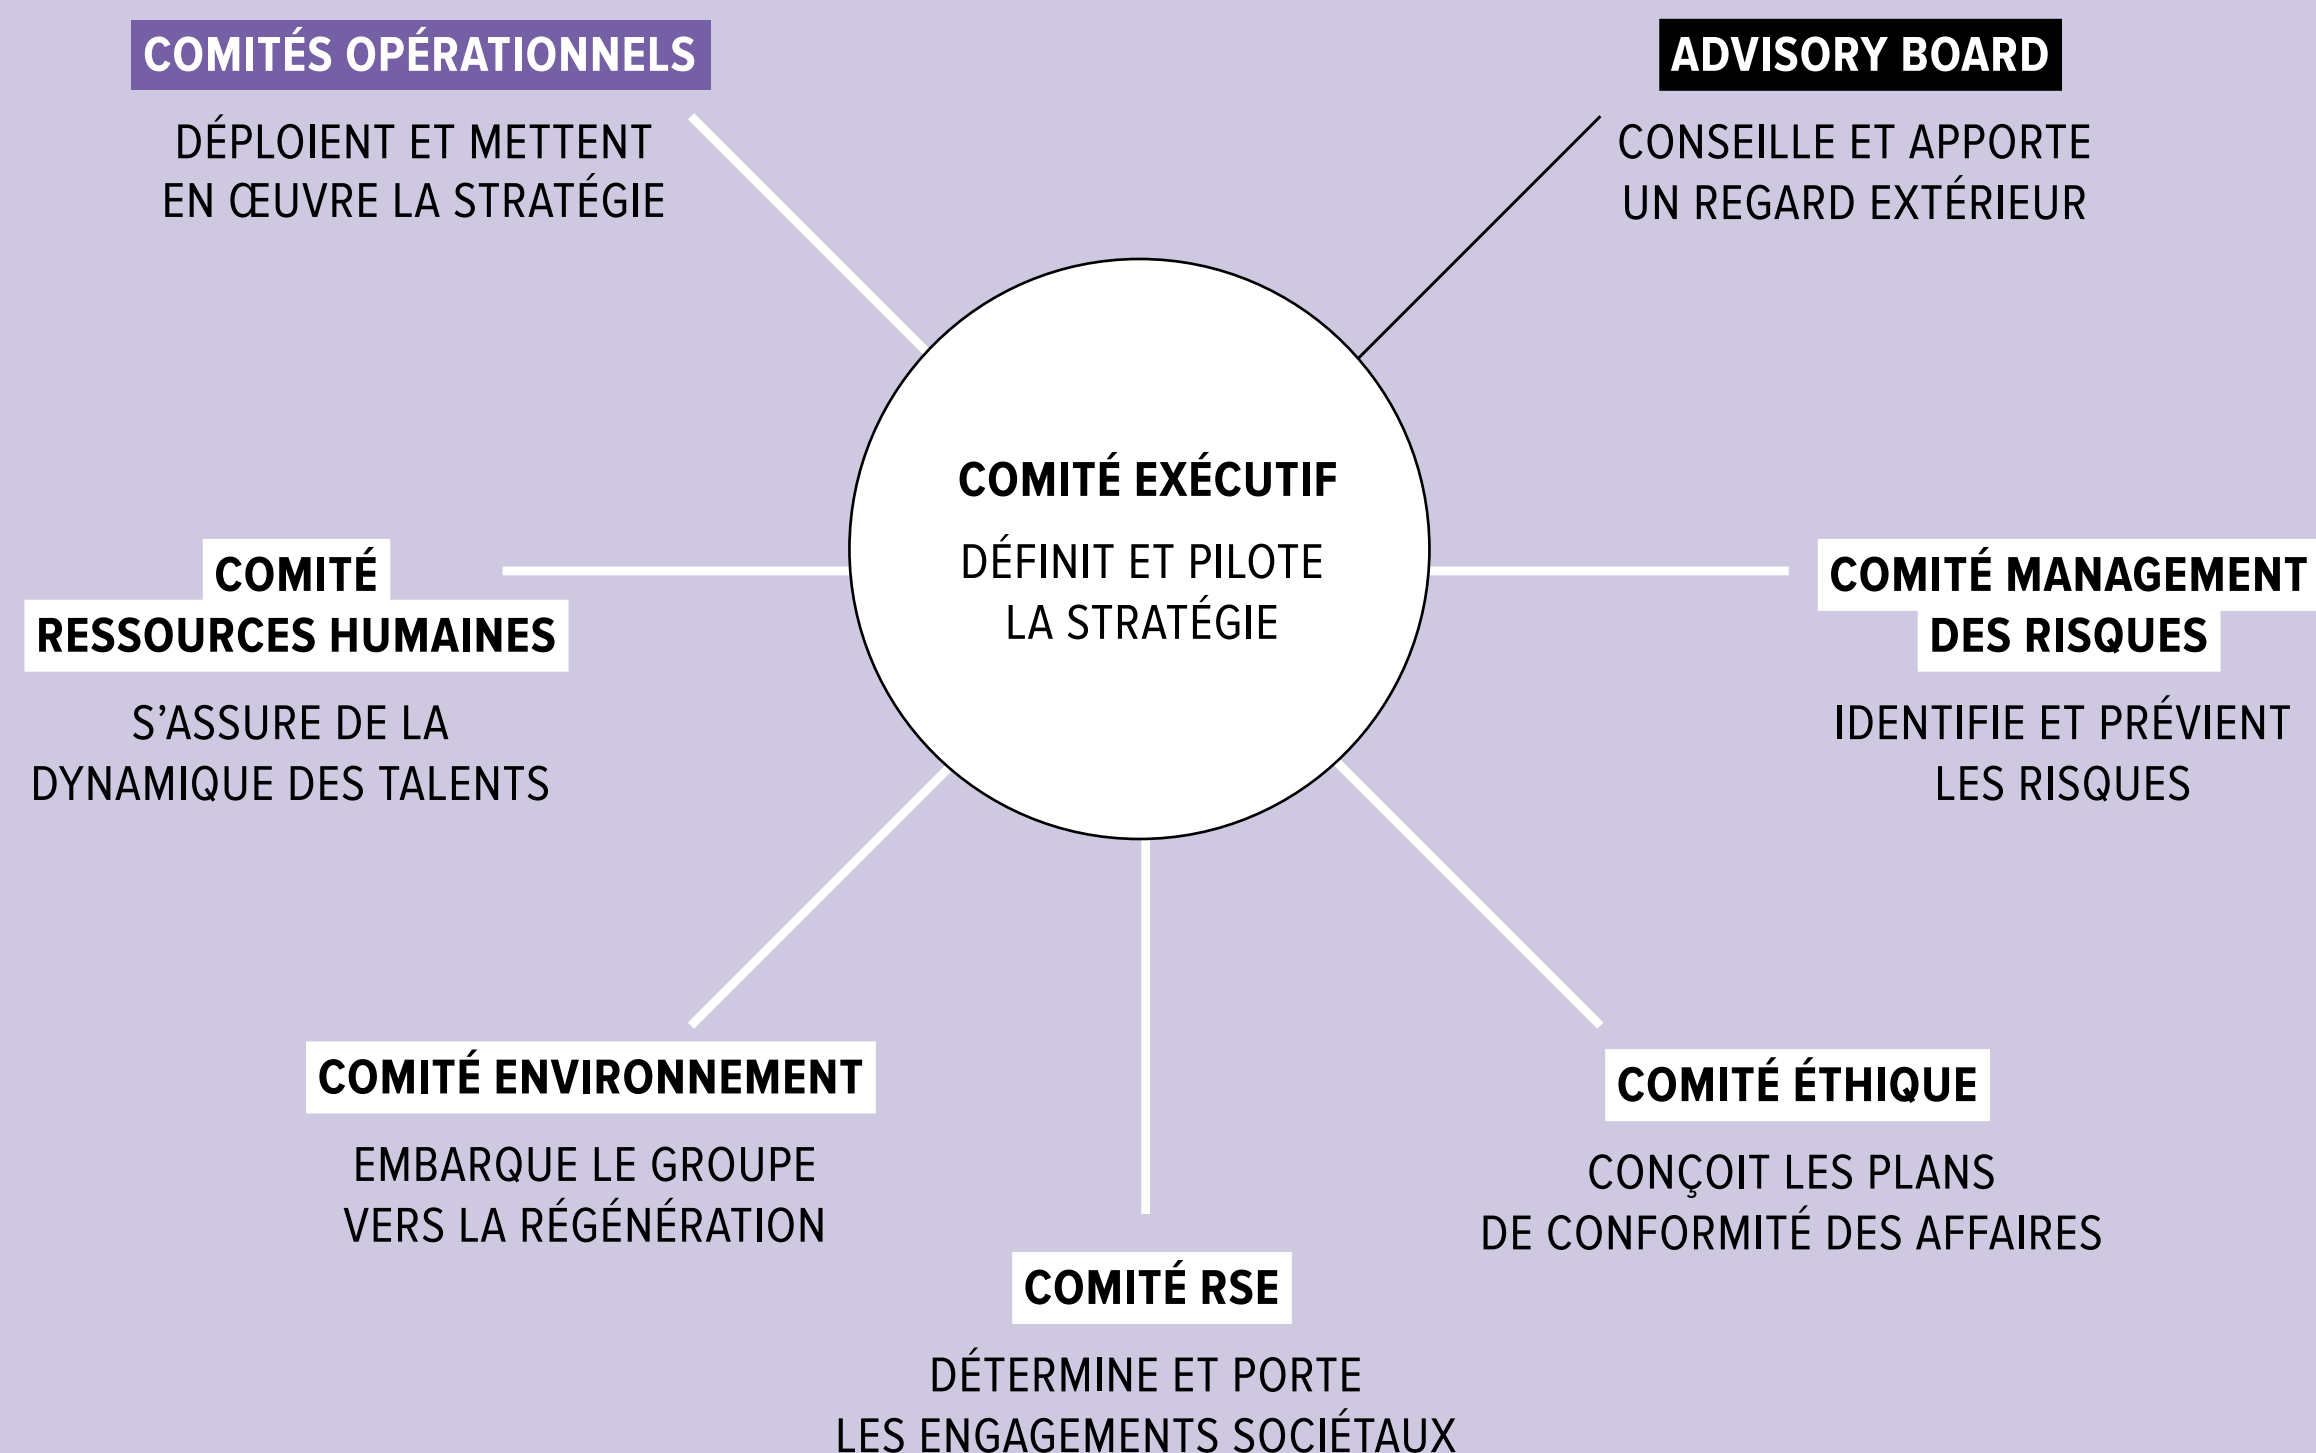 COMITÉS OPÉRATIONNELS
DÉPLOIENT ET METTENT
EN ŒUVRE LA STRATÉGIE
ADVISORY BOARD
CONSEILLE ET APPORTE
UN REGARD EXTÉRIEUR
COMITÉ EXÉCUTIF
DÉFINIT ET PILOTE
LA STRATÉGIE
COMITÉ
RESSOURCES HUMAINES
S’ASSURE DE LA
DYNAMIQUE DES TALENTS
COMITÉ MANAGEMENT
DES RISQUES
IDENTIFIE ET PRÉVIENT
LES RISQUES
COMITÉ ENVIRONNEMENT
EMBARQUE LE GROUPE
VERS LA RÉGÉNÉRATION
COMITÉ ÉTHIQUE
CONÇOIT LES PLANS
DE CONFORMITÉ DES AFFAIRES
COMITÉ RSE
DÉTERMINE ET PORTE
LES ENGAGEMENTS SOCIÉTAUX